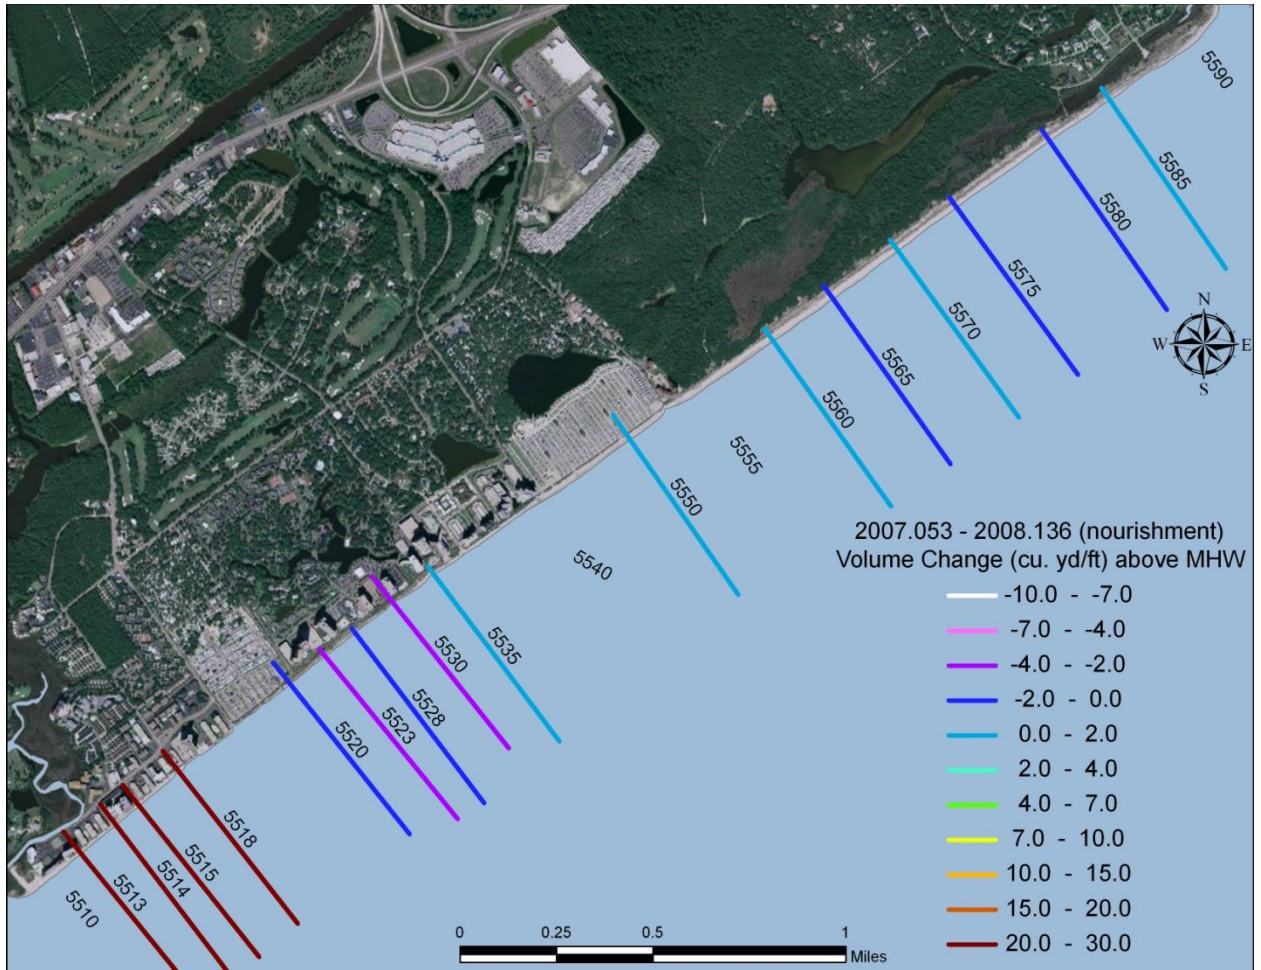 5590
5585
5580
5575
5570
5565
5560
5555
5550
5540
5535
5530
5528
5523
5520
5518
5515
5514
5513
5510
N
W E
S
2007.053 - 2008.136 (nourishment)
Volume Change (cu. yd/ft) above MHW
-10.0 - -7.0
-7.0 - -4.0
-4.0 - -2.0
-2.0 - 0.0
0.0 - 2.0
2.0 - 4.0
4.0 - 7.0
7.0 - 10.0
10.0 - 15.0
15.0 - 20.0
20.0 - 30.0
0 0.25 0.5 1
Miles